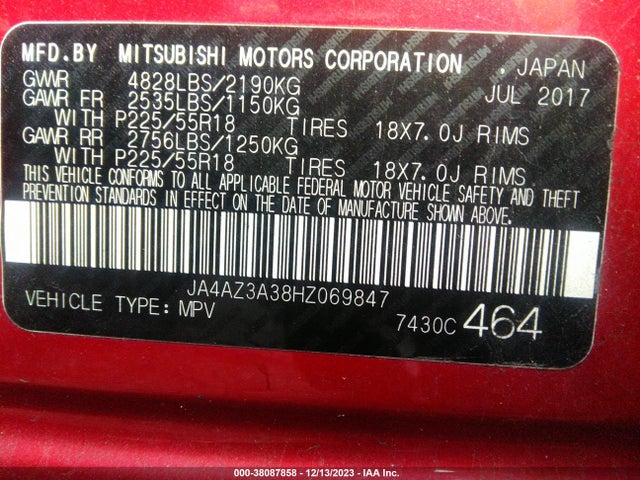 MFD.BY MITSUBISHI MOTORS CORPORATION . JAPAN
GVWR 4828LBS/2190KG JUL 2017
GAWR FR 2535LBS/1150KG
WITH P225/55R18 TIRES 18X7.0J RIMS
GAWR RR 2756LBS/1250KG
WITH P225/55R18 TIRES 18X7.0J RIMS
THIS VEHICLE CONFORMS TO ALL APPLICABLE FEDERAL MOTOR VEHICLE SAFETY AND THEFT
PREVENTION STANDARDS IN EFFECT ON THE DATE OF MANUFACTURE SHOWN ABOVE.
JA4AZ3A38HZ069847
VEHICLE TYPE: MPV 7430C 464
000-38087858 - 12/13/2023 - IAA Inc.